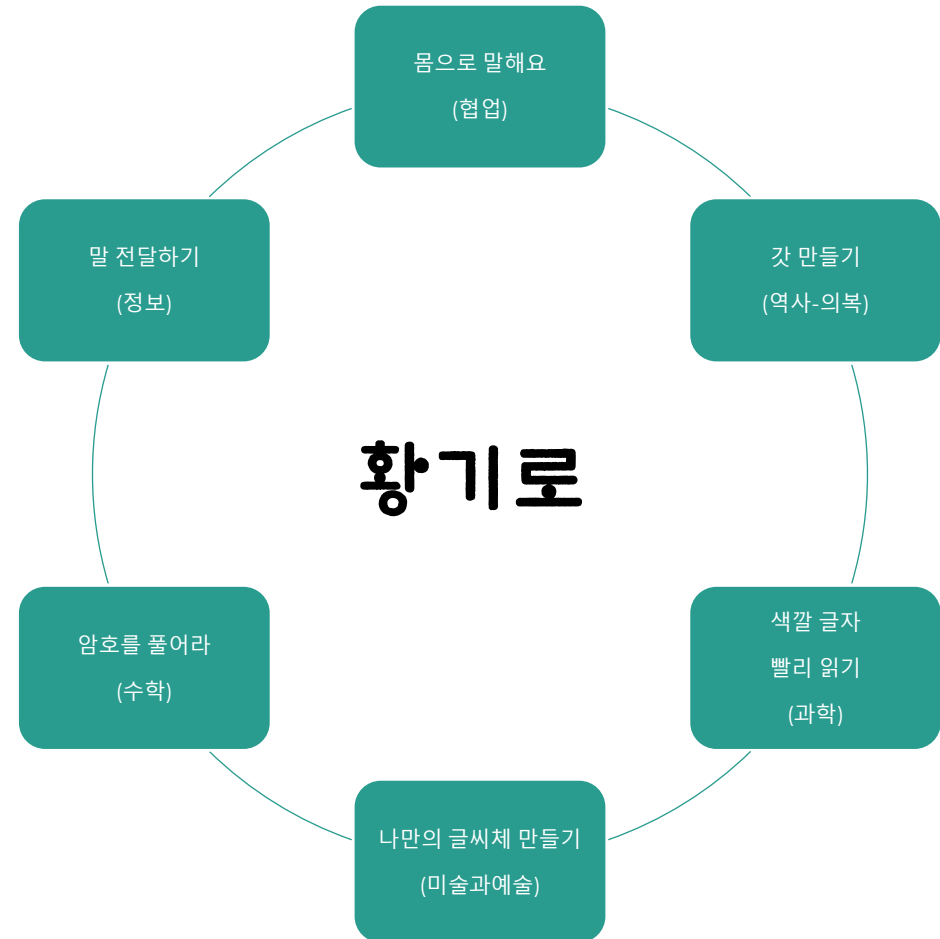 몸으로 말해요
(협업)
갓 만들기
(역사-의복)
색깔 글자
빨리 읽기
(과학)
나만의 글씨체 만들기
(미술과예술)
암호를 풀어라
(수학)
말 전달하기
(정보)
황기로